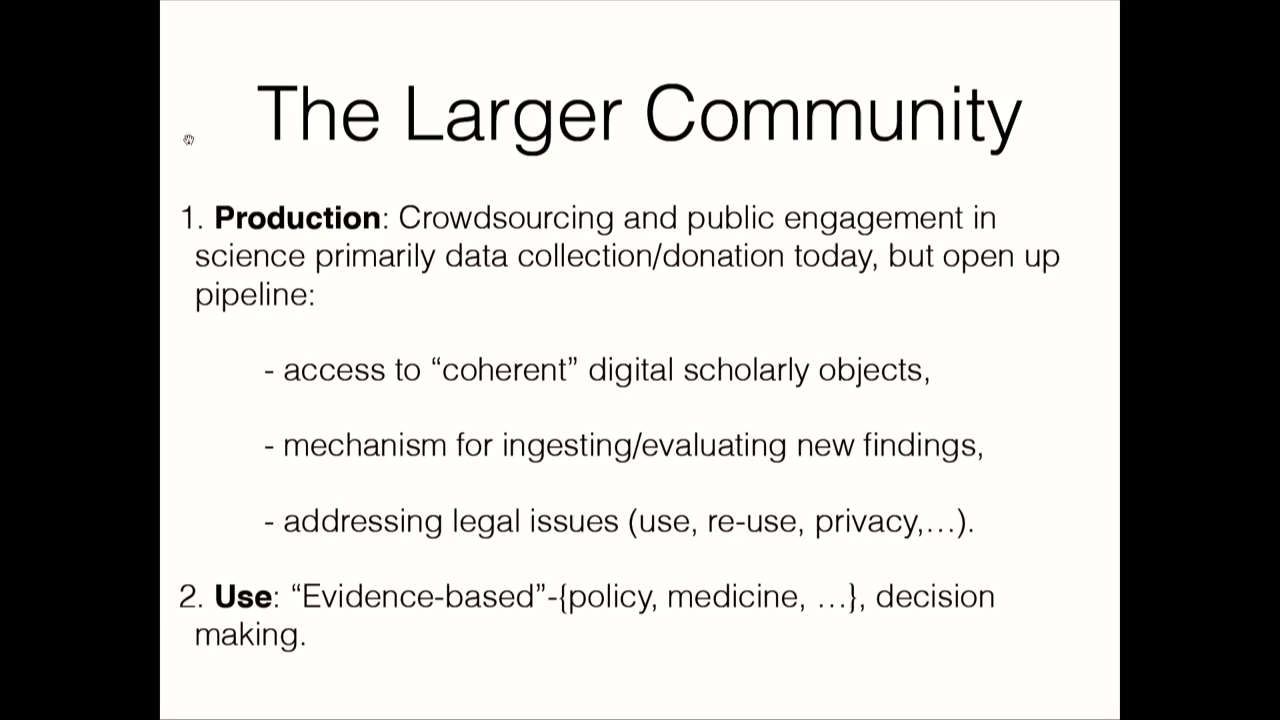 The Larger Community
1. Production: Crowdsourcing and public engagement in
science primarily data collection/donation today, but open up
pipeline:
- access to “coherent” digital scholarly objects,
- mechanism for ingesting/evaluating new findings,
- addressing legal issues (use, re-use, privacy,…).
2. Use: “Evidence-based”-{policy, medicine, …}, decision
making.